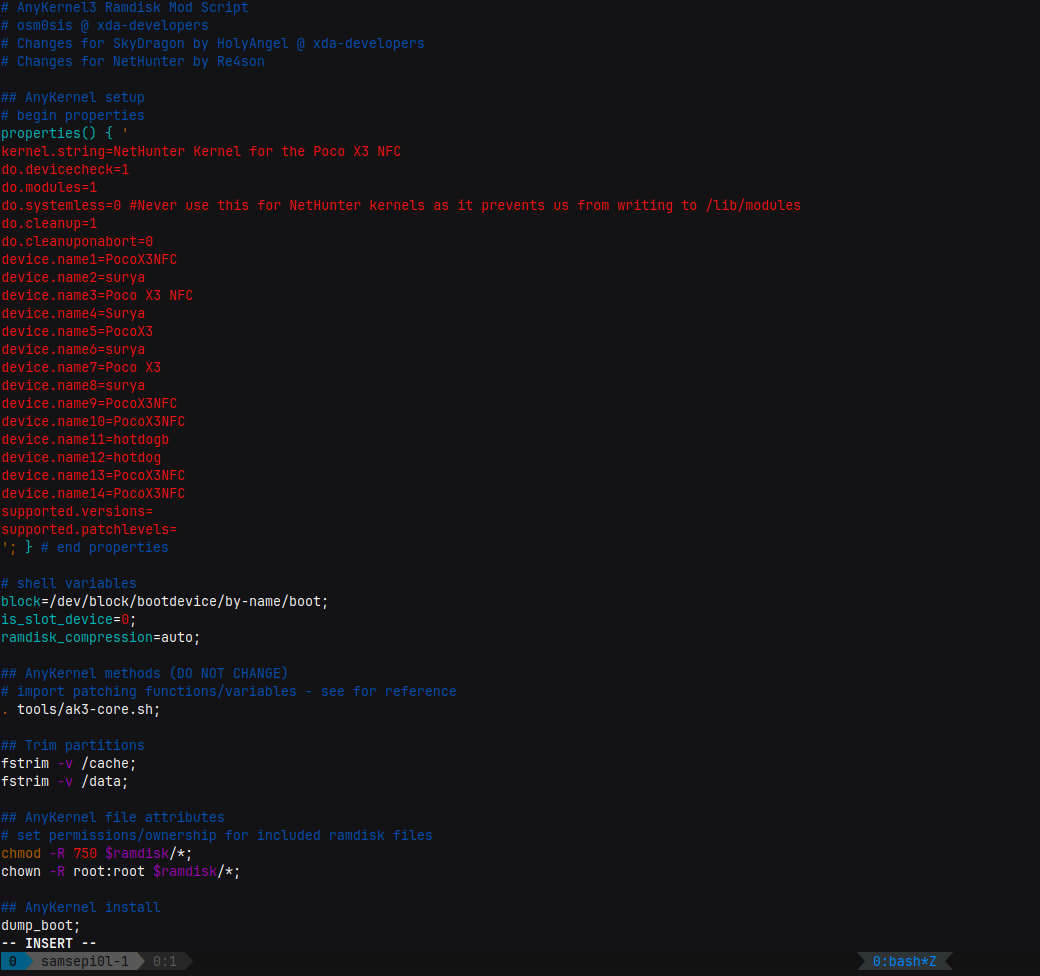 # AnyKernel3 Ramdisk Mod Script
# osm0sis @ xda-developers
# Changes for SkyDragon by HolyAngel @ xda-developers
# Changes for NetHunter by Re4son
## AnyKernel setup
# begin properties
properties() { '
kernel.string=NetHunter Kernel for the Poco X3 NFC
do.devicecheck=1
do.modules=1
do.systemless=0 #Never use this for NetHunter kernels as it prevents us from writing to /lib/modules
do.cleanup=1
do.cleanuponabort=0
device.name1=PocoX3NFC
device.name2=surya
device.name3=Poco X3 NFC
device.name4=Surya
device.name5=PocoX3
device.name6=surya
device.name7=Poco X3
device.name8=surya
device.name9=PocoX3NFC
device.name10=PocoX3NFC
device.name11=hotdogb
device.name12=hotdog
device.name13=PocoX3NFC
device.name14=PocoX3NFC
supported.versions=
supported.patchlevels=
'; } # end properties
# shell variables
block=/dev/block/bootdevice/by-name/boot;
is_slot_device=0;
ramdisk_compression=auto;
## AnyKernel methods (DO NOT CHANGE)
# import patching functions/variables - see for reference
. tools/ak3-core.sh;
## Trim partitions
fstrim -v /cache;
fstrim -v /data;
## AnyKernel file attributes
# set permissions/ownership for included ramdisk files
chmod -R 750 $ramdisk/*;
chown -R root:root $ramdisk/*;
## AnyKernel install
dump_boot;
-- INSERT --
0 samsepi0l-1 0:1 0:bash*Z